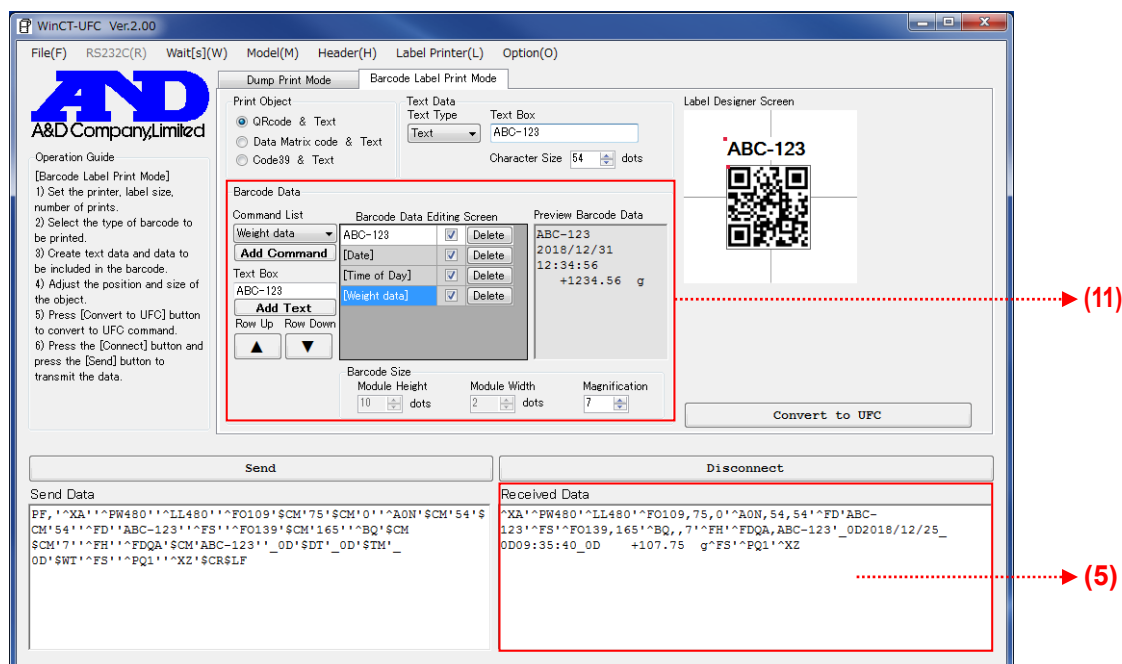 WinCT-UFC Ver.2.00
File(F) RS232C(R) Wait[s](W) Model(M) Header(H) Label Printer(L) Option(O)
AND
A&D Company,Limited
Operation Guide
[Barcode Label Print Mode]
1) Set the printer, label size,
number of prints.
2) Select the type of barcode to
be printed.
3) Create text data and data to
be included in the barcode.
4) Adjust the position and size of
the object.
5) Press [Convert to UFC] button
to convert to UFC command.
6) Press the [Connect] button and
press the [Send] button to
transmit the data.
Dump Print Mode Barcode Label Print Mode
Print Object
QRcode & Text
Data Matrix code & Text
Code39 & Text
Text Data
Text Type Text Box
Text ABC-123
Character Size 54 dots
Label Designer Screen
ABC-123
Barcode Data
Command List
Weight data
Add Command
Text Box
ABC-123
Add Text
Row Up Row Down
▲ ▼
Barcode Data Editing Screen
ABC-123 Delete
[Date] Delete
[Time of Day] Delete
[Weight data] Delete
Preview Barcode Data
ABC-123
2018/12/31
12:34:56
+1234.56 g
Barcode Size
Module Height Module Width Magnification
10 dots 2 dots 7
(11)
Convert to UFC
Send Disconnect
Send Data
PF,'^XA''^PW480''^LL480''^FO109'$CM'75'$CM'0''^A0N'$CM'54'$
CM'54''^FD''ABC-123''^FS''^FO139'$CM'165''^BQ'$CM
$CM'7''^FH''^FDQA'$CM'ABC-123''_0D'$DT'_0D'$TM'_
0D'$WT'^FS''^PQ1''^XZ'$CR$LF
Received Data
^XA'^PW480'^LL480'^FO109,75,0'^A0N,54,54'^FD'ABC-
123'^FS'^FO139,165'^BQ,,7'^FH'^FDQA,ABC-123'_0D2018/12/25_
0D09:35:40_0D +107.75 g^FS'^PQ1'^XZ
(5)